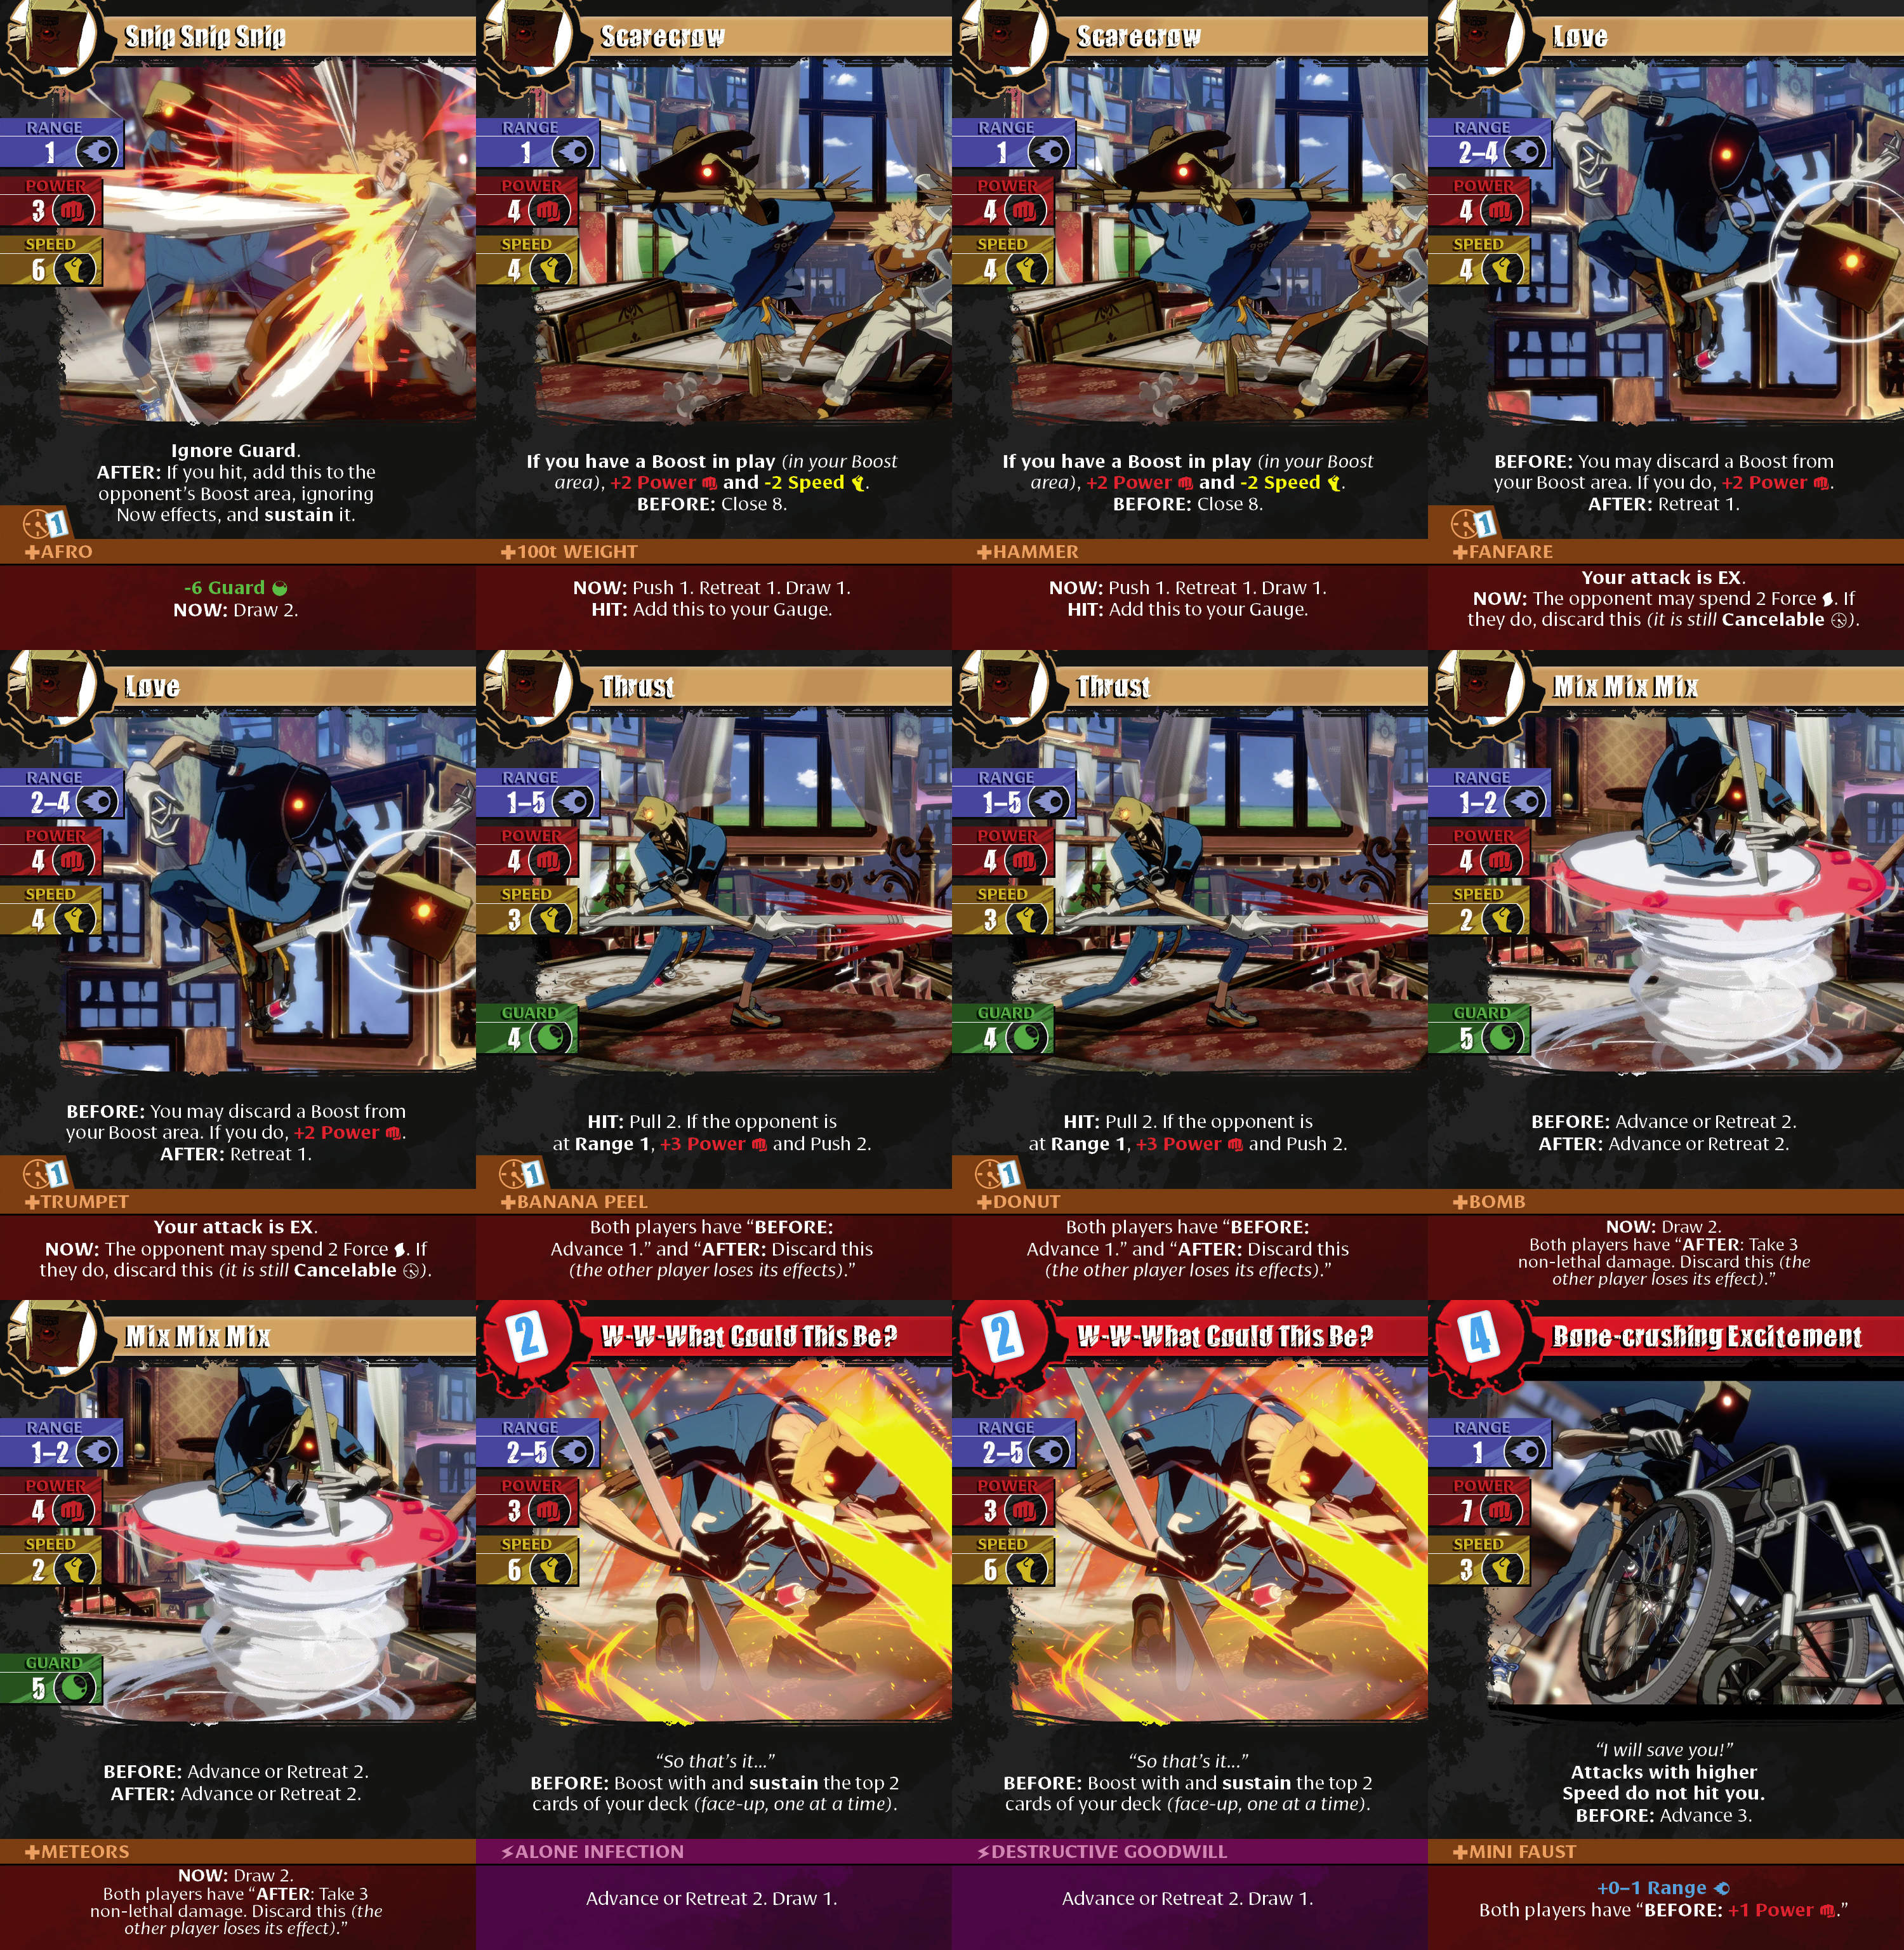 Snip Snip Snip
RANGE
1
POWER
3
SPEED
6
Ignore Guard.
AFTER: If you hit, add this to the
opponent's Boost area, ignoring
Now effects, and sustain it.
1
+AFRO
-6 Guard
NOW: Draw 2.
Scarecrow
RANGE
1
POWER
4
SPEED
4
If you have a Boost in play (in your Boost
area), +2 Power and -2 Speed.
BEFORE: Close 8.
+100t WEIGHT
NOW: Push 1. Retreat 1. Draw 1.
HIT: Add this to your Gauge.
Scarecrow
RANGE
1
POWER
4
SPEED
4
If you have a Boost in play (in your Boost
area), +2 Power and -2 Speed.
BEFORE: Close 8.
+HAMMER
NOW: Push 1. Retreat 1. Draw 1.
HIT: Add this to your Gauge.
Love
RANGE
2–4
POWER
4
SPEED
4
BEFORE: You may discard a Boost from
your Boost area. If you do, +2 Power.
AFTER: Retreat 1.
1
+FANFARE
Your attack is EX.
NOW: The opponent may spend 2 Force. If
they do, discard this (it is still Cancelable).
Love
RANGE
2–4
POWER
4
SPEED
4
BEFORE: You may discard a Boost from
your Boost area. If you do, +2 Power.
AFTER: Retreat 1.
1
+TRUMPET
Your attack is EX.
NOW: The opponent may spend 2 Force. If
they do, discard this (it is still Cancelable).
Thrust
RANGE
1–5
POWER
4
SPEED
3
GUARD
4
HIT: Pull 2. If the opponent is
at Range 1, +3 Power and Push 2.
1
+BANANA PEEL
Both players have “BEFORE:
Advance 1.” and “AFTER: Discard this
(the other player loses its effects).”
Thrust
RANGE
1–5
POWER
4
SPEED
3
GUARD
4
HIT: Pull 2. If the opponent is
at Range 1, +3 Power and Push 2.
1
+DONUT
Both players have “BEFORE:
Advance 1.” and “AFTER: Discard this
(the other player loses its effects).”
Mix Mix Mix
RANGE
1–2
POWER
4
SPEED
2
GUARD
5
BEFORE: Advance or Retreat 2.
AFTER: Advance or Retreat 2.
+BOMB
NOW: Draw 2.
Both players have “AFTER: Take 3
non-lethal damage. Discard this (the
other player loses its effect).”
Mix Mix Mix
RANGE
1–2
POWER
4
SPEED
2
GUARD
5
BEFORE: Advance or Retreat 2.
AFTER: Advance or Retreat 2.
+METEORS
NOW: Draw 2.
Both players have “AFTER: Take 3
non-lethal damage. Discard this (the
other player loses its effect).”
2
W-W-What Could This Be?
RANGE
2–5
POWER
3
SPEED
6
“So that's it...”
BEFORE: Boost with and sustain the top 2
cards of your deck (face-up, one at a time).
ALONE INFECTION
Advance or Retreat 2. Draw 1.
2
W-W-What Could This Be?
RANGE
2–5
POWER
3
SPEED
6
“So that's it...”
BEFORE: Boost with and sustain the top 2
cards of your deck (face-up, one at a time).
DESTRUCTIVE GOODWILL
Advance or Retreat 2. Draw 1.
4
Bone-crushing Excitement
RANGE
1
POWER
7
SPEED
3
“I will save you!”
Attacks with higher
Speed do not hit you.
BEFORE: Advance 3.
+MINI FAUST
+0–1 Range
Both players have “BEFORE: +1 Power.”